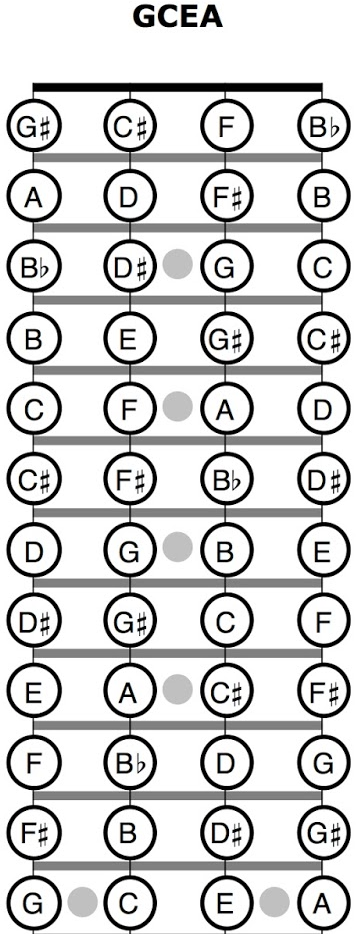 GCEA
G♯ C♯ F B♭
A D F♯ B
B♭ D♯ G C
B E G♯ C♯
C F A D
C♯ F♯ B♭ D♯
D G B E
D♯ G♯ C F
E A C♯ F♯
F B♭ D G
F♯ B D♯ G♯
G C E A